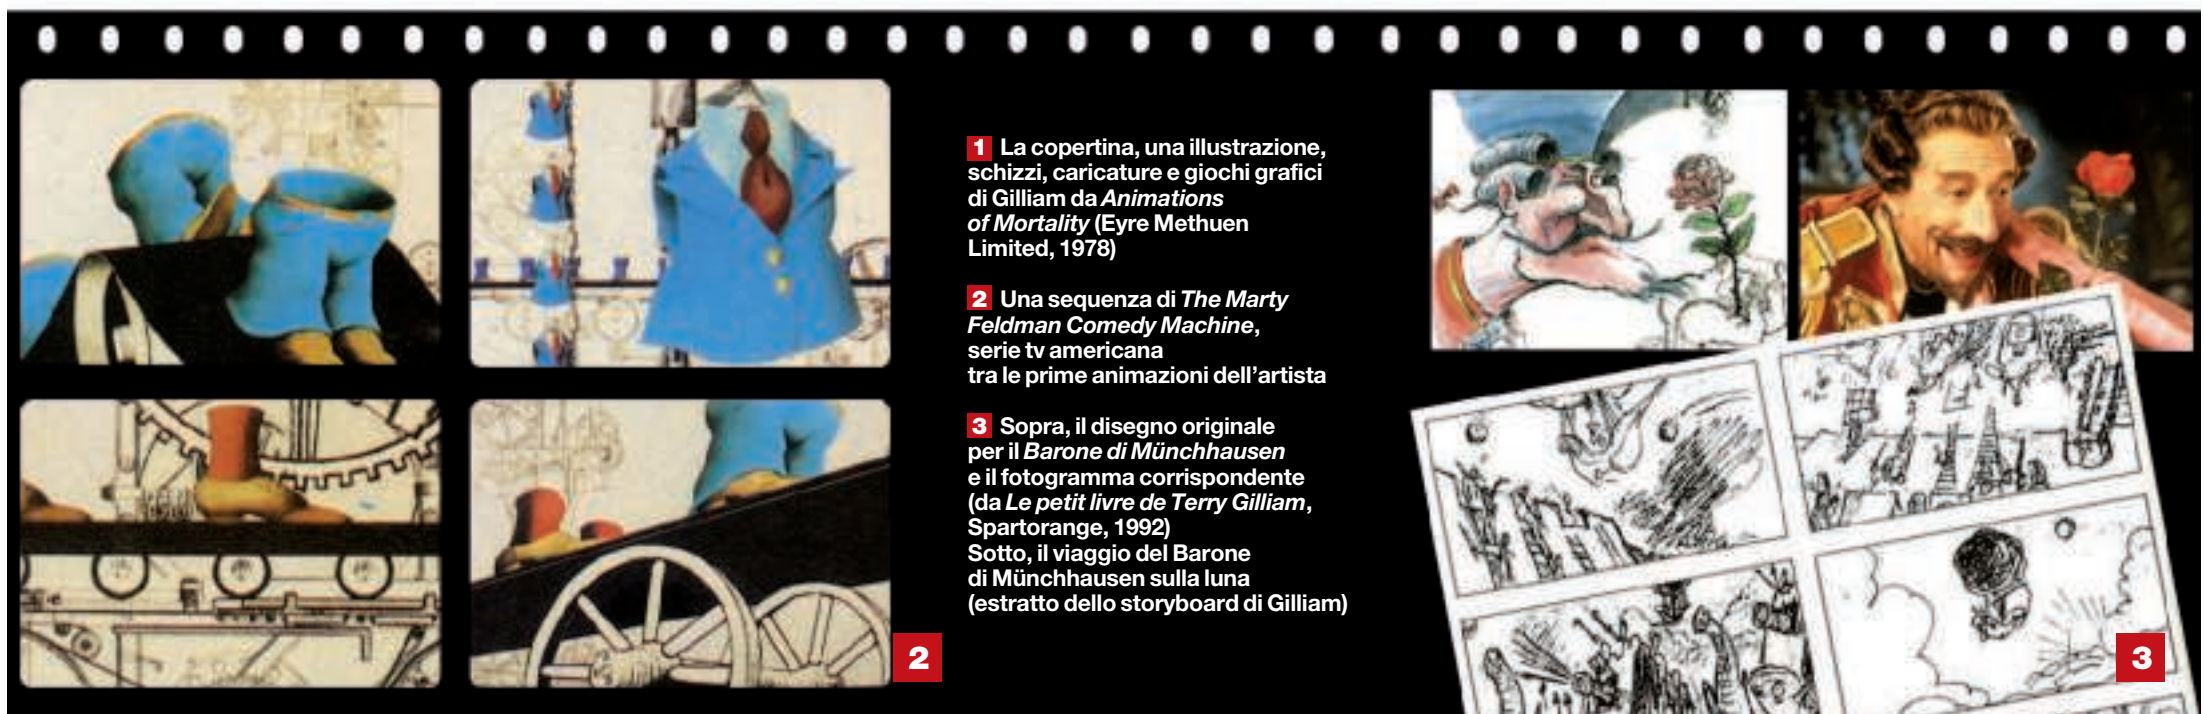 1 La copertina, una illustrazione,
schizzi, caricature e giochi grafici
di Gilliam da Animations
of Mortality (Eyre Methuen
Limited, 1978)
2 Una sequenza di The Marty
Feldman Comedy Machine,
serie tv americana
tra le prime animazioni dell’artista
3 Sopra, il disegno originale
per il Barone di Münchhausen
e il fotogramma corrispondente
(da Le petit livre de Terry Gilliam,
Spartorange, 1992)
Sotto, il viaggio del Barone
di Münchhausen sulla luna
(estratto dello storyboard di Gilliam)
2
3